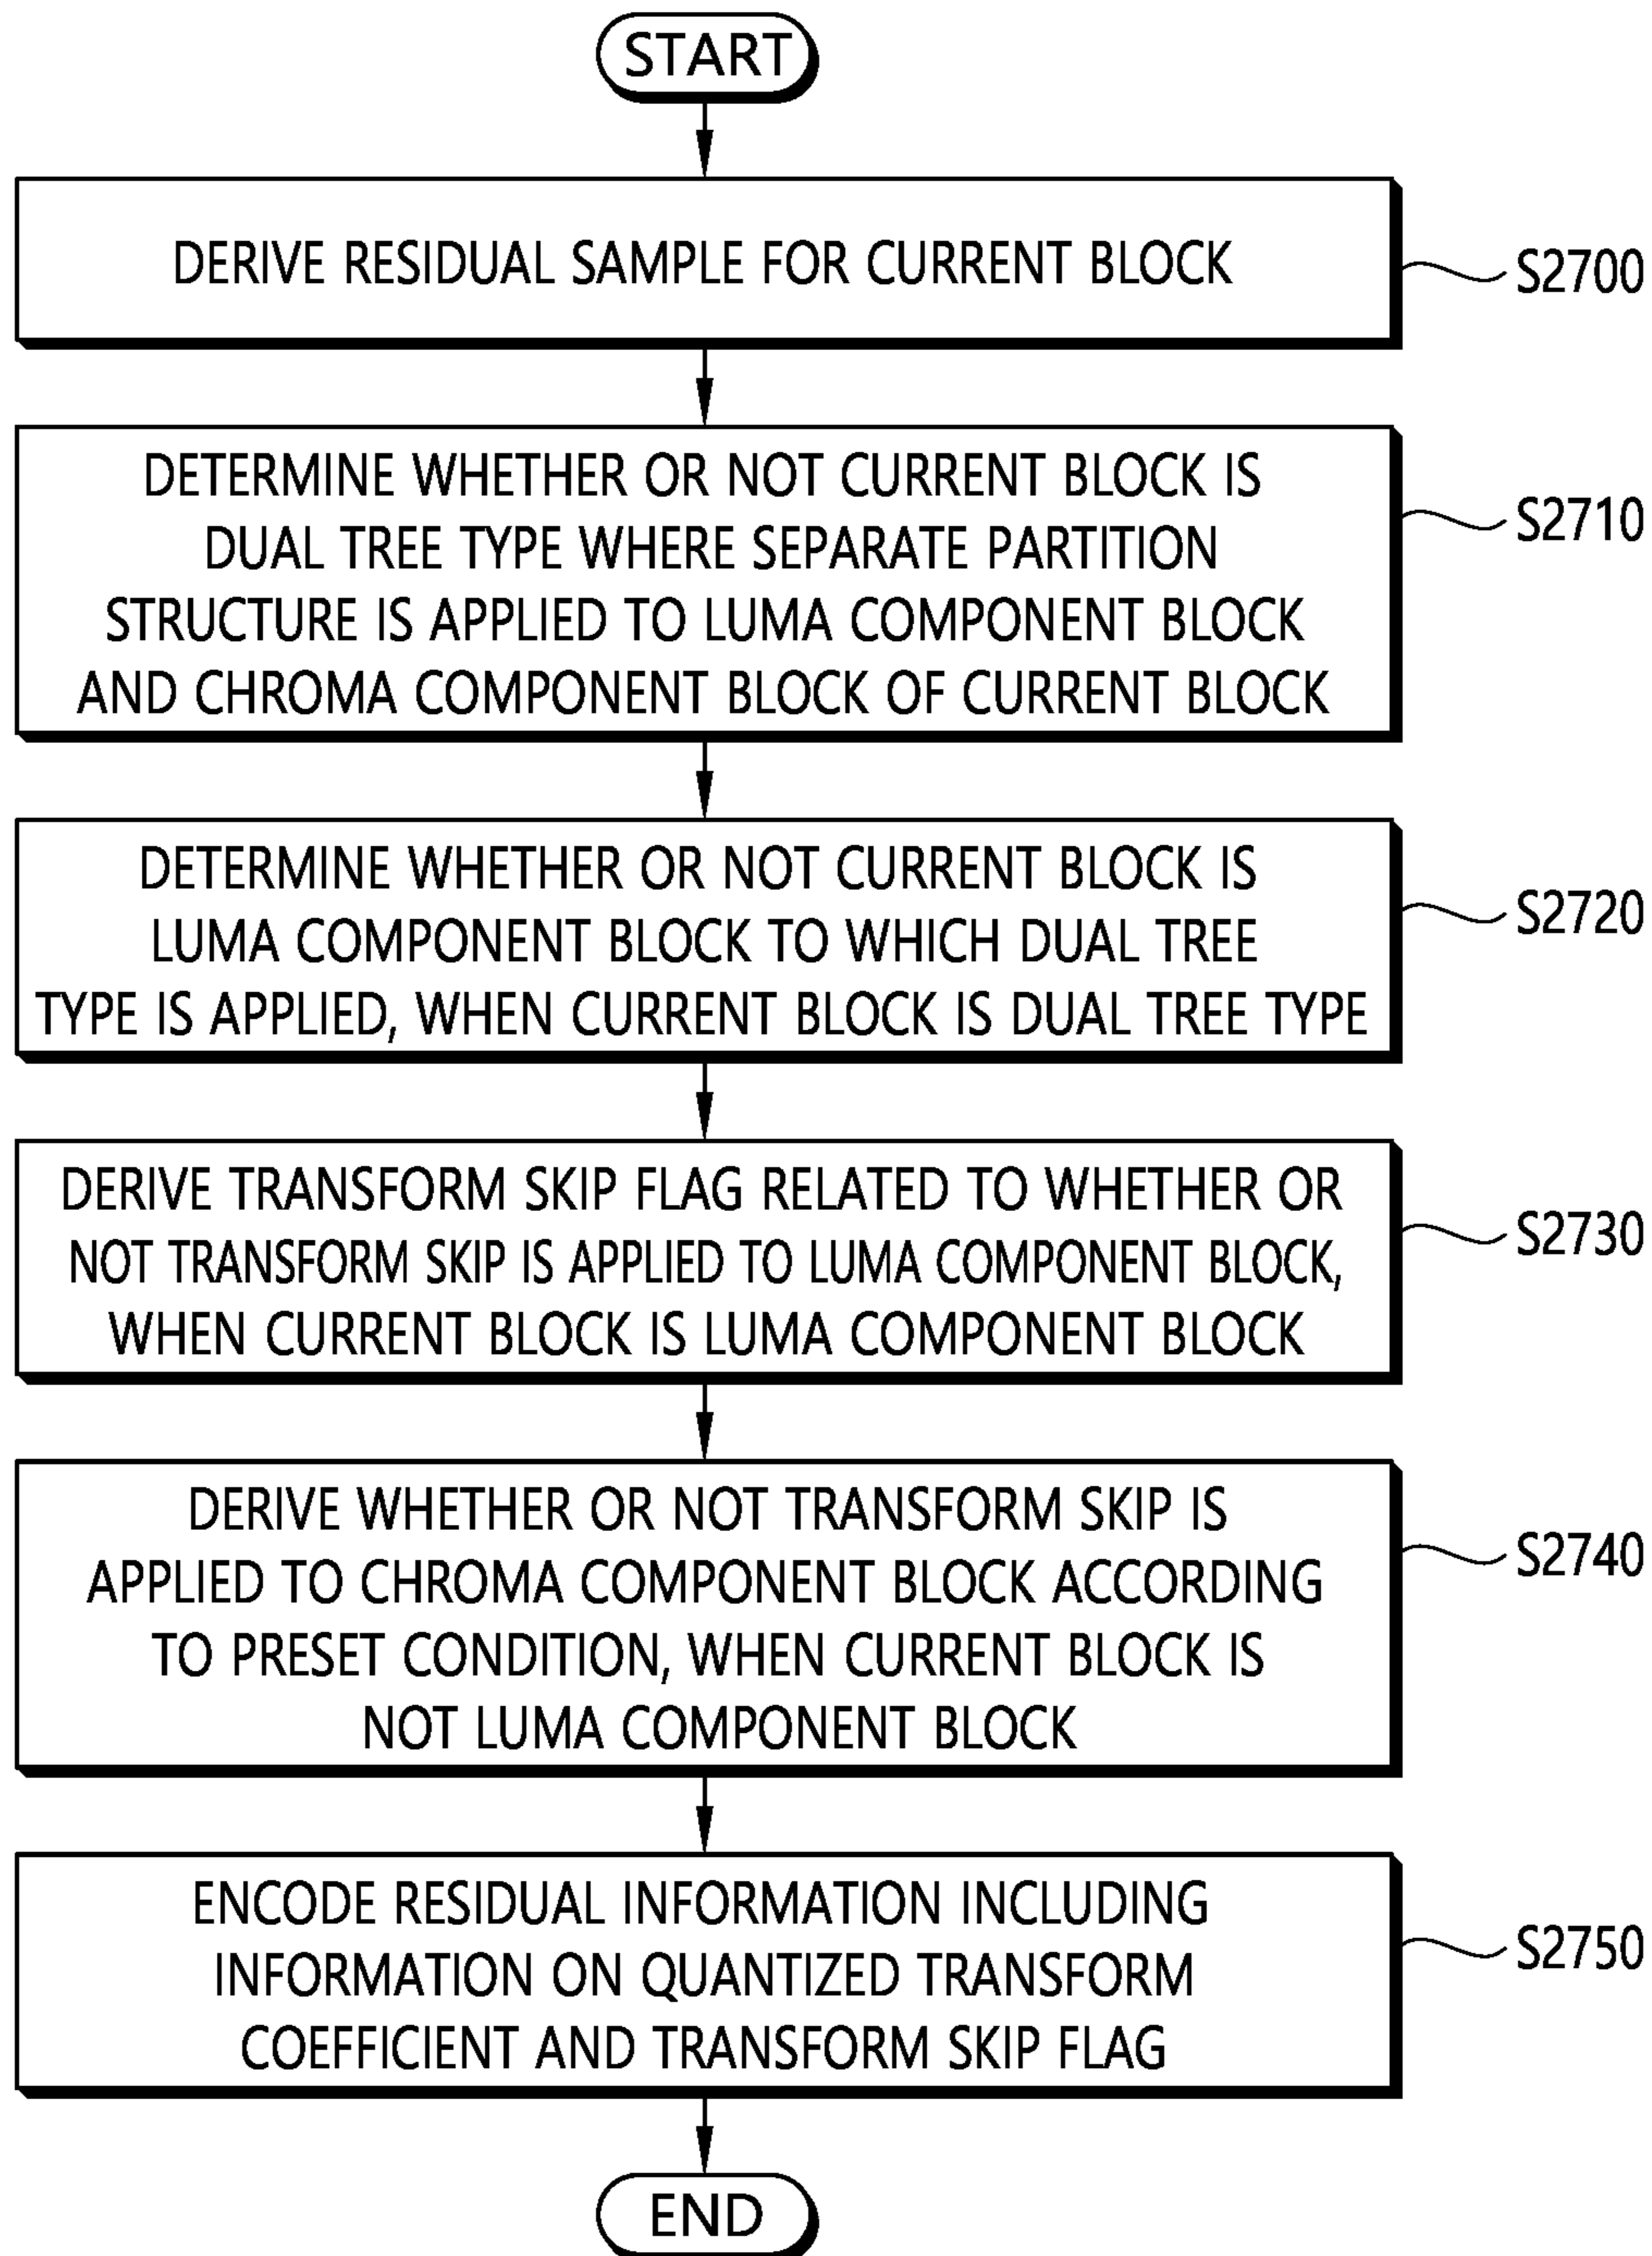 START
DERIVE RESIDUAL SAMPLE FOR CURRENT BLOCK
S2700
DETERMINE WHETHER OR NOT CURRENT BLOCK IS
DUAL TREE TYPE WHERE SEPARATE PARTITION
STRUCTURE IS APPLIED TO LUMA COMPONENT BLOCK
AND CHROMA COMPONENT BLOCK OF CURRENT BLOCK
S2710
DETERMINE WHETHER OR NOT CURRENT BLOCK IS
LUMA COMPONENT BLOCK TO WHICH DUAL TREE
TYPE IS APPLIED, WHEN CURRENT BLOCK IS DUAL TREE TYPE
S2720
DERIVE TRANSFORM SKIP FLAG RELATED TO WHETHER OR
NOT TRANSFORM SKIP IS APPLIED TO LUMA COMPONENT BLOCK,
WHEN CURRENT BLOCK IS LUMA COMPONENT BLOCK
S2730
DERIVE WHETHER OR NOT TRANSFORM SKIP IS
APPLIED TO CHROMA COMPONENT BLOCK ACCORDING
TO PRESET CONDITION, WHEN CURRENT BLOCK IS
NOT LUMA COMPONENT BLOCK
S2740
ENCODE RESIDUAL INFORMATION INCLUDING
INFORMATION ON QUANTIZED TRANSFORM
COEFFICIENT AND TRANSFORM SKIP FLAG
S2750
END